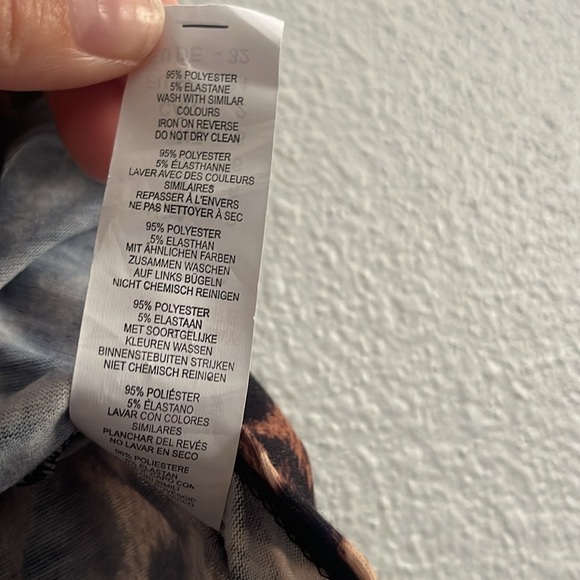 95% POLYESTER
5% ELASTANE
WASH WITH SIMILAR
COLOURS
IRON ON REVERSE
DO NOT DRY CLEAN
95% POLYESTER
5% ÉLASTHANNE
LAVER AVEC DES COULEURS
SIMILAIRES
REPASSER À L'ENVERS
NE PAS NETTOYER À SEC
95% POLYESTER
5% ELASTHAN
MIT ÄHNLICHEN FARBEN
ZUSAMMEN WASCHEN
AUF LINKS BÜGELN
NICHT CHEMISCH REINIGEN
95% POLYESTER
5% ELASTAAN
MET SOORTGELIJKE
KLEUREN WASSEN
BINNENSTEBUITEN STRIJKEN
NIET CHEMISCH REINIGEN
95% POLIÉSTER
5% ELASTANO
LAVAR CON COLORES
SIMILARES
PLANCHAR DEL REVÉS
NO LAVAR EN SECO
95% POLIESTERE
ELASTAN